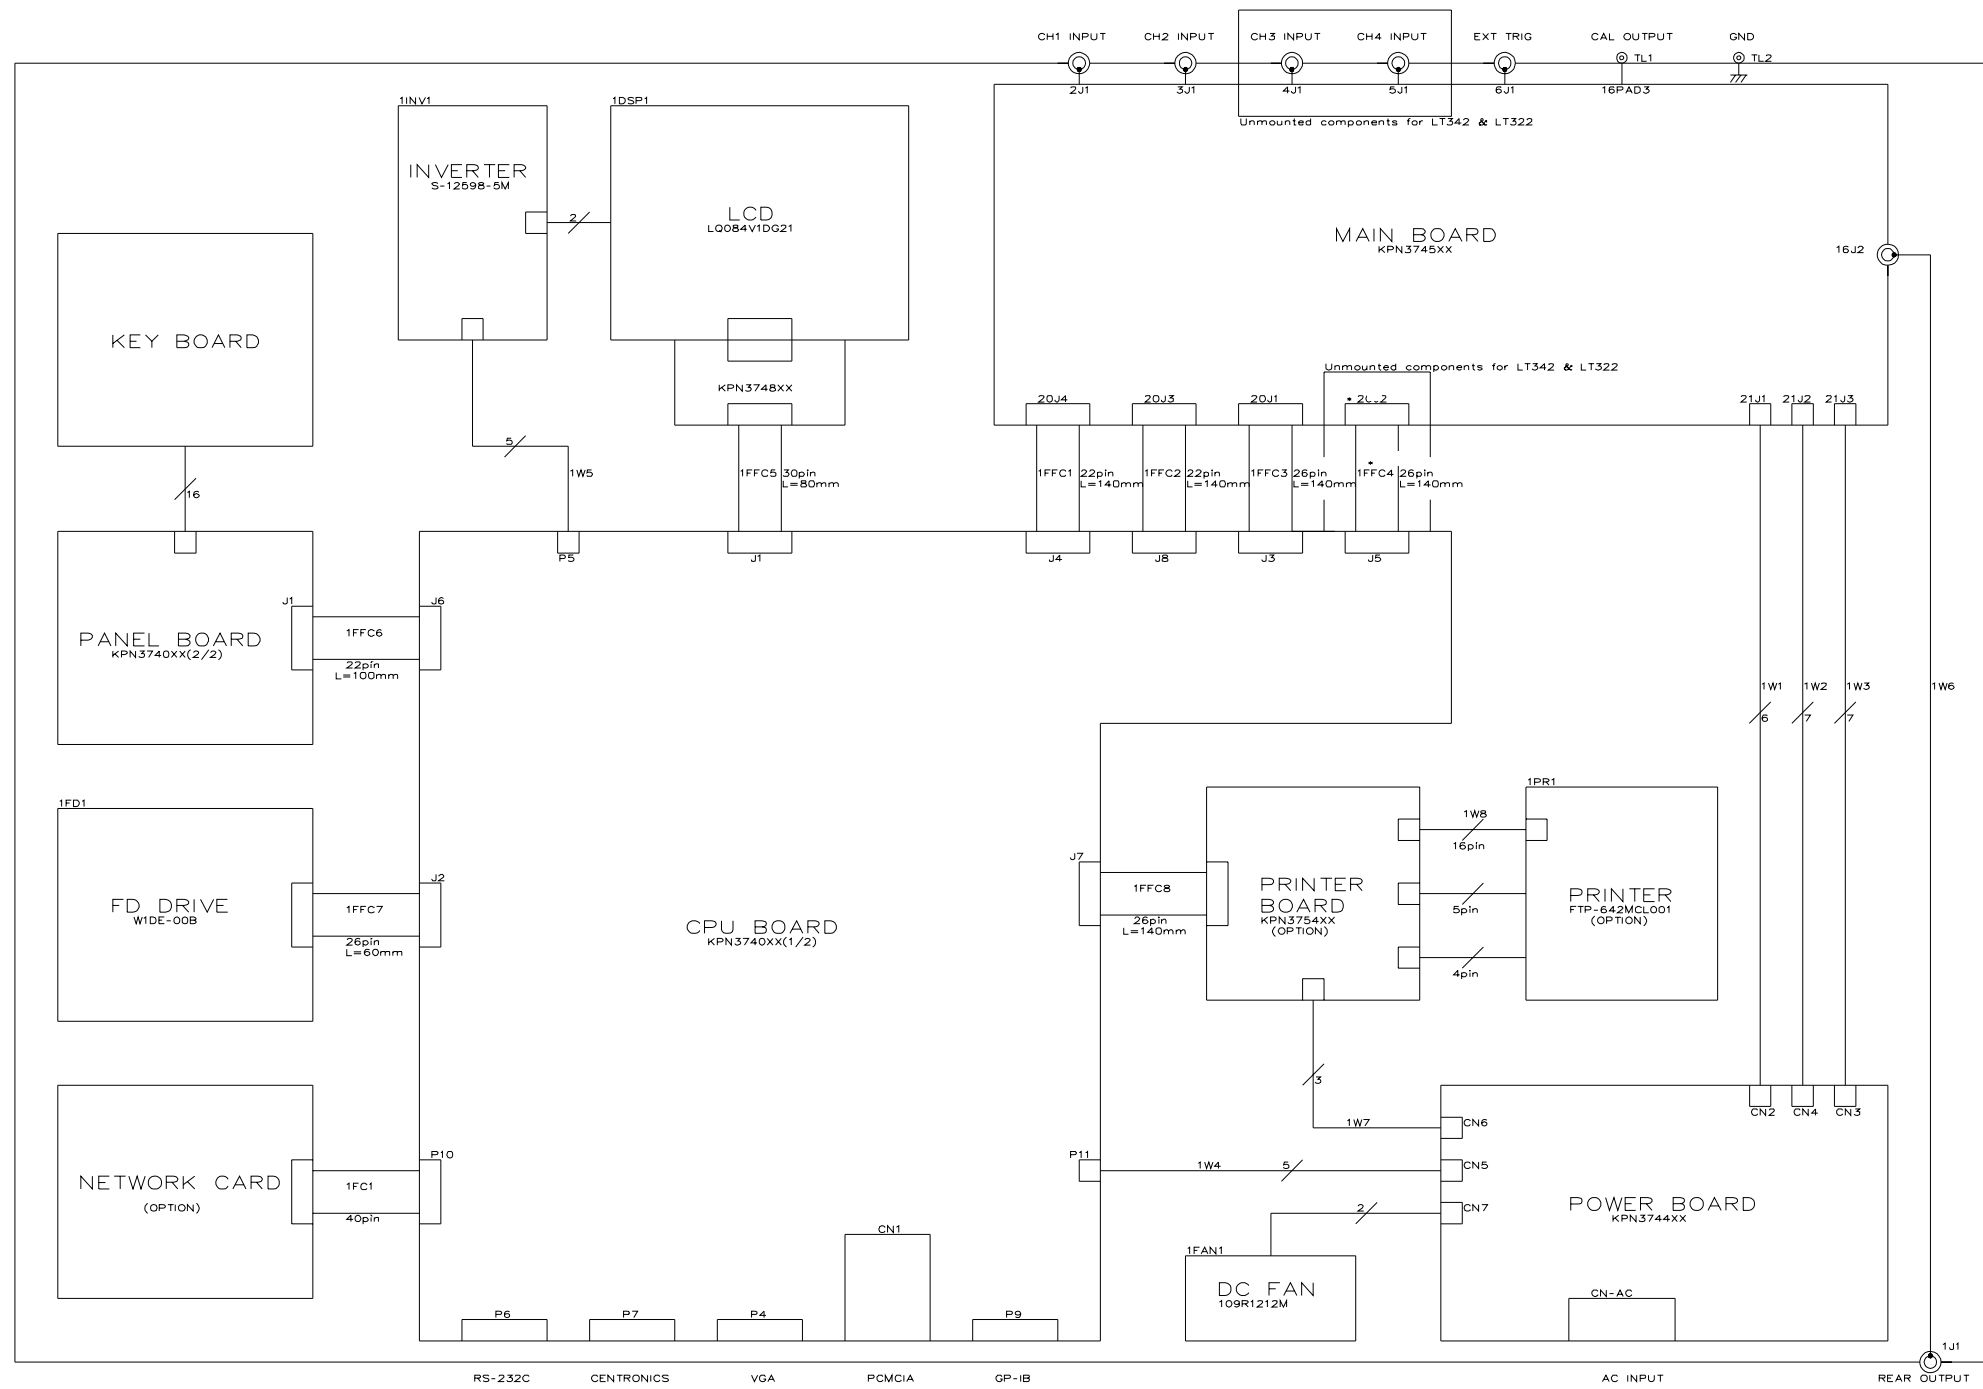 CH1 INPUT CH2 INPUT CH3 INPUT CH4 INPUT EXT TRIG CAL OUTPUT GND
TL1 TL2
2J1 3J1 4J1 5J1 6J1 16PAD3
Unmounted components for LT342 & LT322
1INV1
INVERTER
S-12598-5M
2
1DSP1
LCD
LQ084V1DG21
KPN3748XX
MAIN BOARD
KPN3745XX
16J2
KEY BOARD
16
5
1W5
1FFC5 30pin
L=80mm
Unmounted components for LT342 & LT322
20J4 20J3 20J1 *
21J1 21J2 21J3
1FFC1 22pin
L=140mm
1FFC2 22pin
L=140mm
1FFC3 26pin
L=140mm
*
1FFC4 26pin
L=140mm
P5 J1 J4 J8 J3 J5
J1 J6
PANEL BOARD
KPN3740XX(2/2)
1FFC6
22pin
L=100mm
1W1 1W2 1W3 1W6
6 7 7
1FD1
FD DRIVE
W1DE-00B
J2
1FFC7
26pin
L=60mm
CPU BOARD
KPN3740XX(1/2)
J7
1FFC8
26pin
L=140mm
PRINTER
BOARD
KPN3754XX
(OPTION)
1W8
16pin
5pin
4pin
1PR1
PRINTER
FTP-642MCL001
(OPTION)
3
1W7
CN2 CN4 CN3
CN6
CN5
CN7
POWER BOARD
KPN3744XX
CN-AC
NETWORK CARD
(OPTION)
P10
1FC1
40pin
P11
1W4 5
2
1FAN1
DC FAN
109R1212M
CN1
P6 P7 P4 P9
1J1
RS-232C CENTRONICS VGA PCMCIA GP-IB AC INPUT REAR OUTPUT